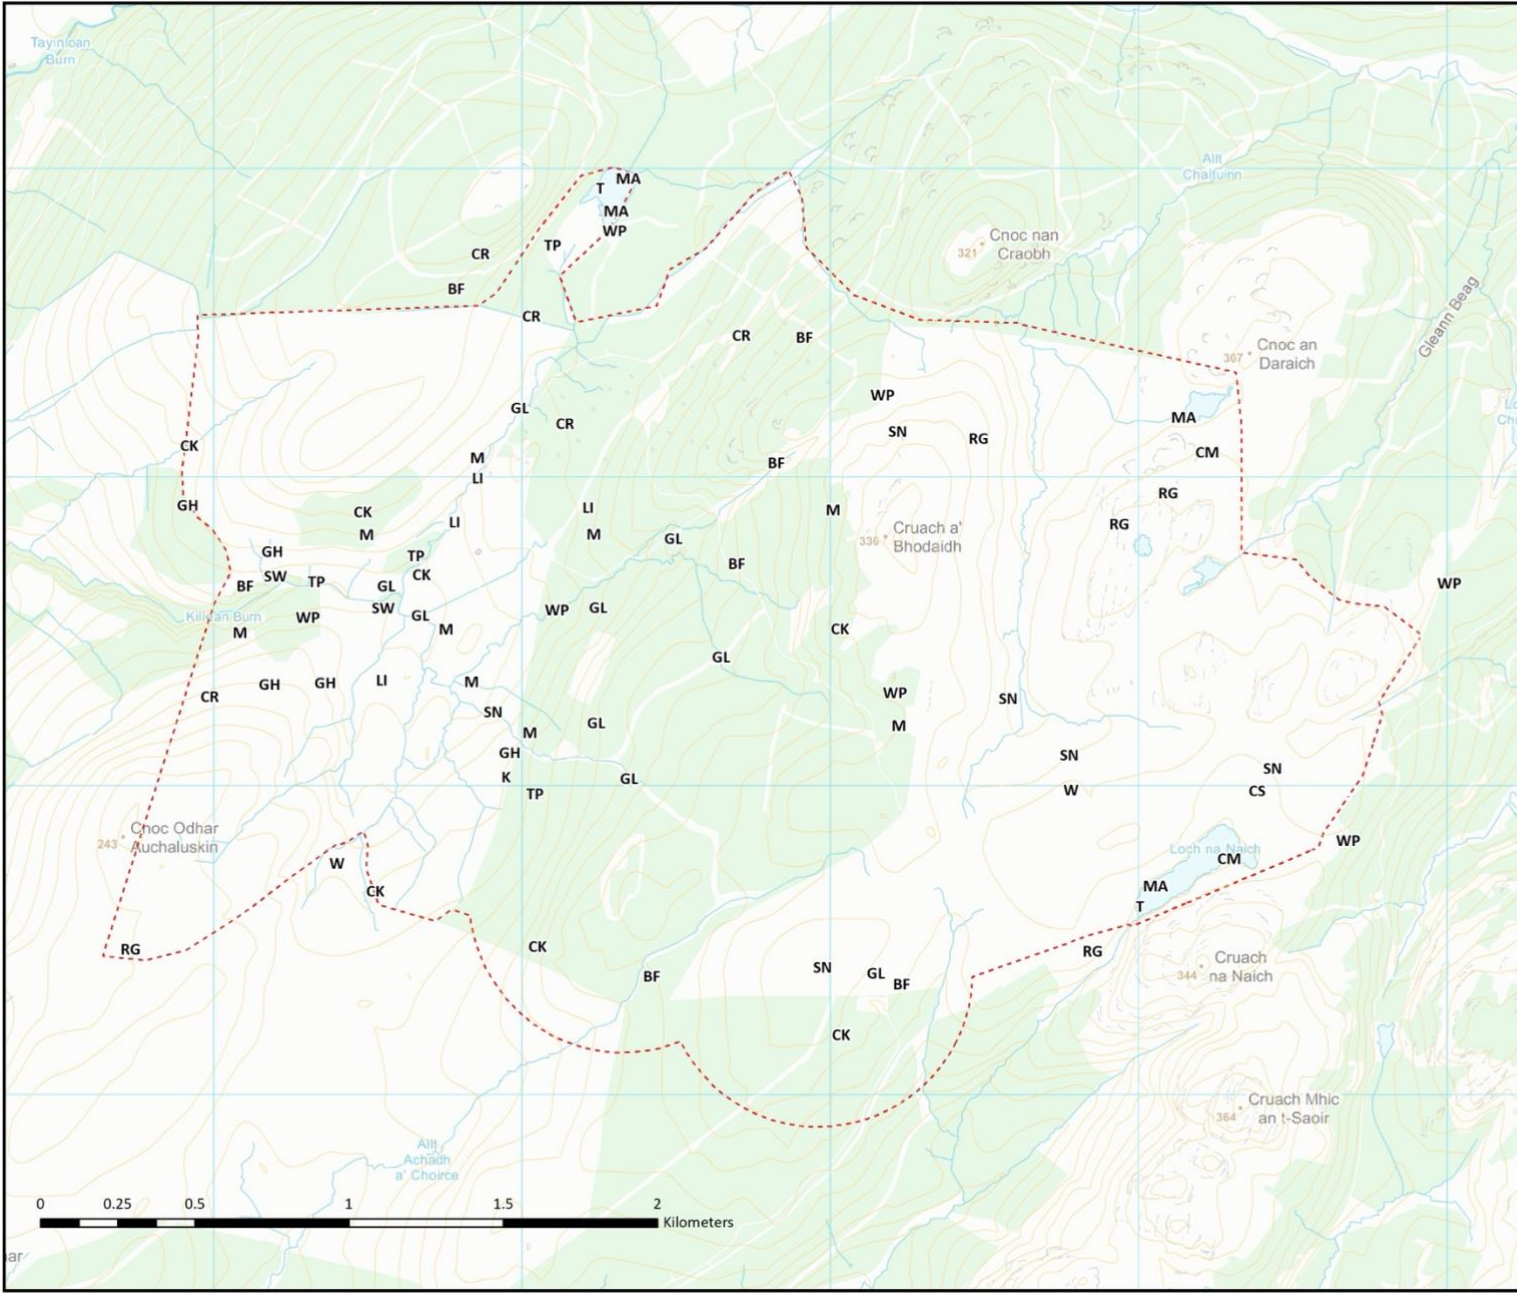 Tayinloan
Burn
Allt
Chaltuinn
MA
T
MA
WP
TP
CR
Cnoc nan
Craobh
321
BF
CR
Gleann Beag
CR
BF
Cnoc an
Daraich
307
WP
GL
CR
MA
SN
RG
CK
CM
M
BF
LI
RG
GH
CK
LI
M
LI
RG
M
M
GL
Cruach a'
Bhodaidh
336
GH
TP
BF
SW
CK
BF
TP
GL
WP
Killean Burn
WP
SW
GL
WP
GL
M
M
CK
GL
CR
GH
GH
LI
M
WP
SN
SN
GL
M
M
GH
SN
K
GL
SN
TP
W
CS
Cnoc Odhar
Auchaluskin
243
WP
Loch na Naich
W
CM
CK
MA
T
RG
CK
RG
Cruach
na Naich
344
BF
SN
GL
BF
CK
Cruach Mhic
an t-Saoir
364
Allt
Achadh
a' Choirce
0 0.25 0.5 1 1.5 2
Kilometers